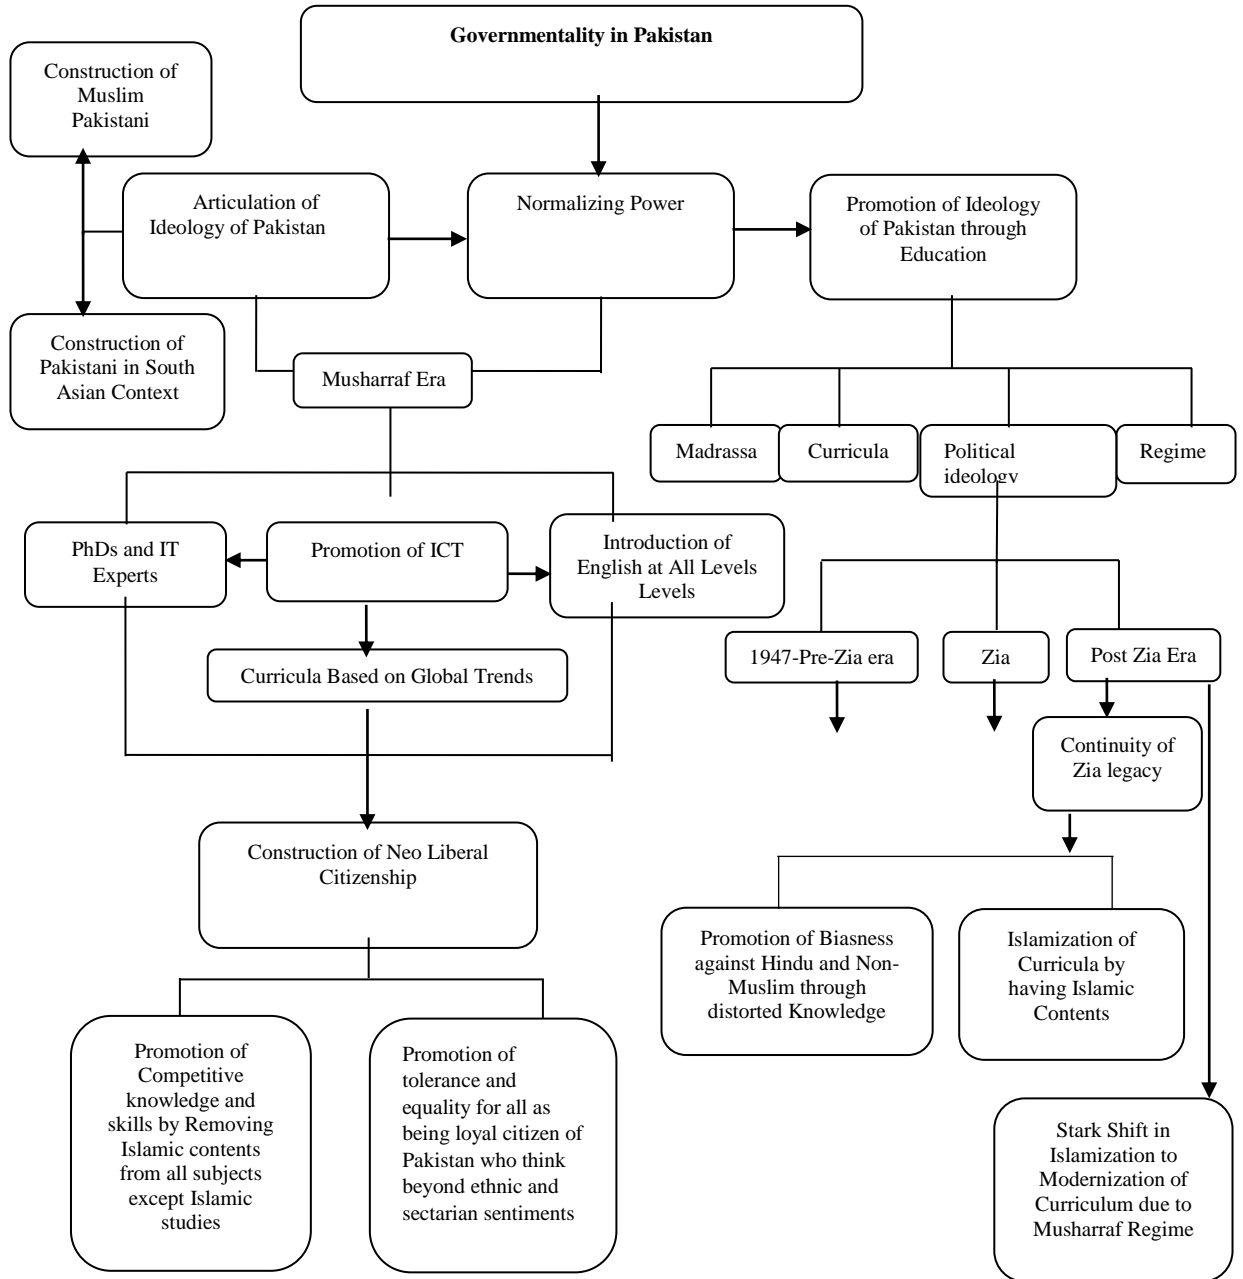 Governmentality in Pakistan
Construction of
Muslim
Pakistani
Articulation of
Ideology of Pakistan
Normalizing Power
Promotion of Ideology
of Pakistan through
Education
Construction of
Pakistani in South
Asian Context
Musharraf Era
Madrassa
Curricula
Political
ideology
Regime
PhDs and IT
Experts
Promotion of ICT
Introduction of
English at All Levels
Levels
Curricula Based on Global Trends
1947-Pre-Zia era
Zia
Post Zia Era
Continuity of
Zia legacy
Construction of Neo Liberal
Citizenship
Promotion of Biasness
against Hindu and Non-
Muslim through
distorted Knowledge
Islamization of
Curricula by
having Islamic
Contents
Promotion of
Competitive
knowledge and
skills by Removing
Islamic contents
from all subjects
except Islamic
studies
Promotion of
tolerance and
equality for all as
being loyal citizen of
Pakistan who think
beyond ethnic and
sectarian sentiments
Stark Shift in
Islamization to
Modernization of
Curriculum due to
Musharraf Regime